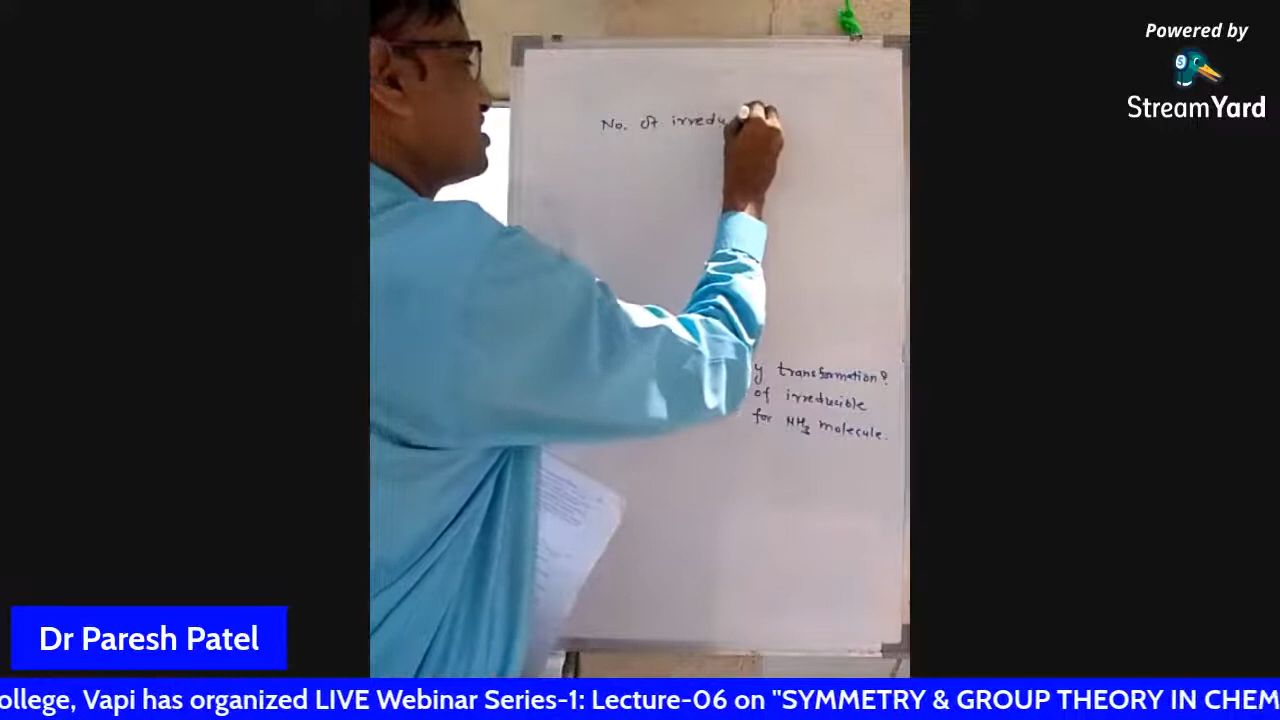 Powered by
StreamYard
No. of irredu
y transformation?
of irreducible
for NH3 molecule.
Dr Paresh Patel
ollege, Vapi has organized LIVE Webinar Series-1: Lecture-06 on "SYMMETRY & GROUP THEORY IN CHEM